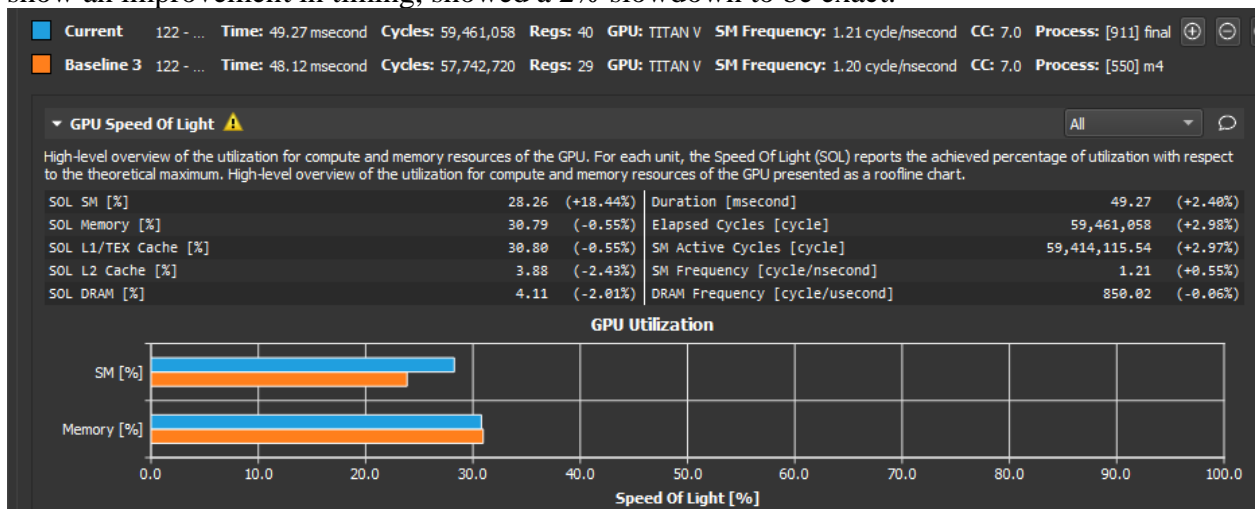 show an improvement in timing, showed a 2% slowdown to be exact.
Current 122 - ... Time: 49.27 msecond Cycles: 59,461,058 Regs: 40 GPU: TITAN V SM Frequency: 1.21 cycle/nsecond CC: 7.0 Process: [911] final
Baseline 3 122 - ... Time: 48.12 msecond Cycles: 57,742,720 Regs: 29 GPU: TITAN V SM Frequency: 1.20 cycle/nsecond CC: 7.0 Process: [550] m4
GPU Speed Of Light All
High-level overview of the utilization for compute and memory resources of the GPU. For each unit, the Speed Of Light (SOL) reports the achieved percentage of utilization with respect
to the theoretical maximum. High-level overview of the utilization for compute and memory resources of the GPU presented as a roofline chart.
SOL SM [%] 28.26 (+18.44%) Duration [msecond] 49.27 (+2.40%)
SOL Memory [%] 30.79 (-0.55%) Elapsed Cycles [cycle] 59,461,058 (+2.98%)
SOL L1/TEX Cache [%] 30.80 (-0.55%) SM Active Cycles [cycle] 59,414,115.54 (+2.97%)
SOL L2 Cache [%] 3.88 (-2.43%) SM Frequency [cycle/nsecond] 1.21 (+0.55%)
SOL DRAM [%] 4.11 (-2.01%) DRAM Frequency [cycle/usecond] 850.02 (-0.06%)
GPU Utilization
SM [%]
Memory [%]
0.0 10.0 20.0 30.0 40.0 50.0 60.0 70.0 80.0 90.0 100.0
Speed Of Light [%]